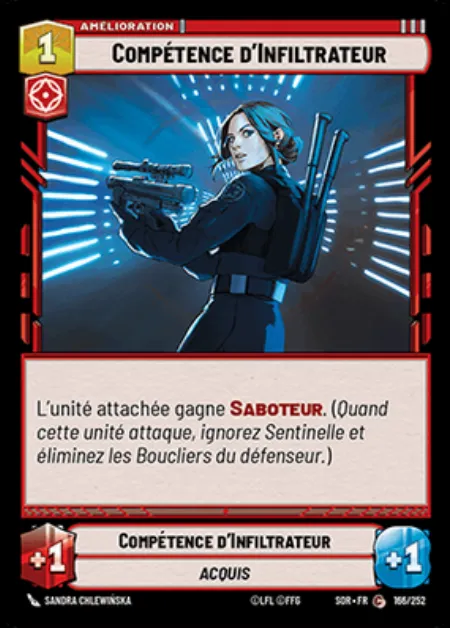 AMÉLIORATION
1
COMPÉTENCE D'INFILTRATEUR
L'unité attachée gagne SABOTEUR. (Quand
cette unité attaque, ignorez Sentinelle et
éliminez les Boucliers du défenseur.)
+1
COMPÉTENCE D'INFILTRATEUR
+1
ACQUIS
SANDRA CHLEWIŃSKA
©LFL ©FFG
SOR • FR C 166/252